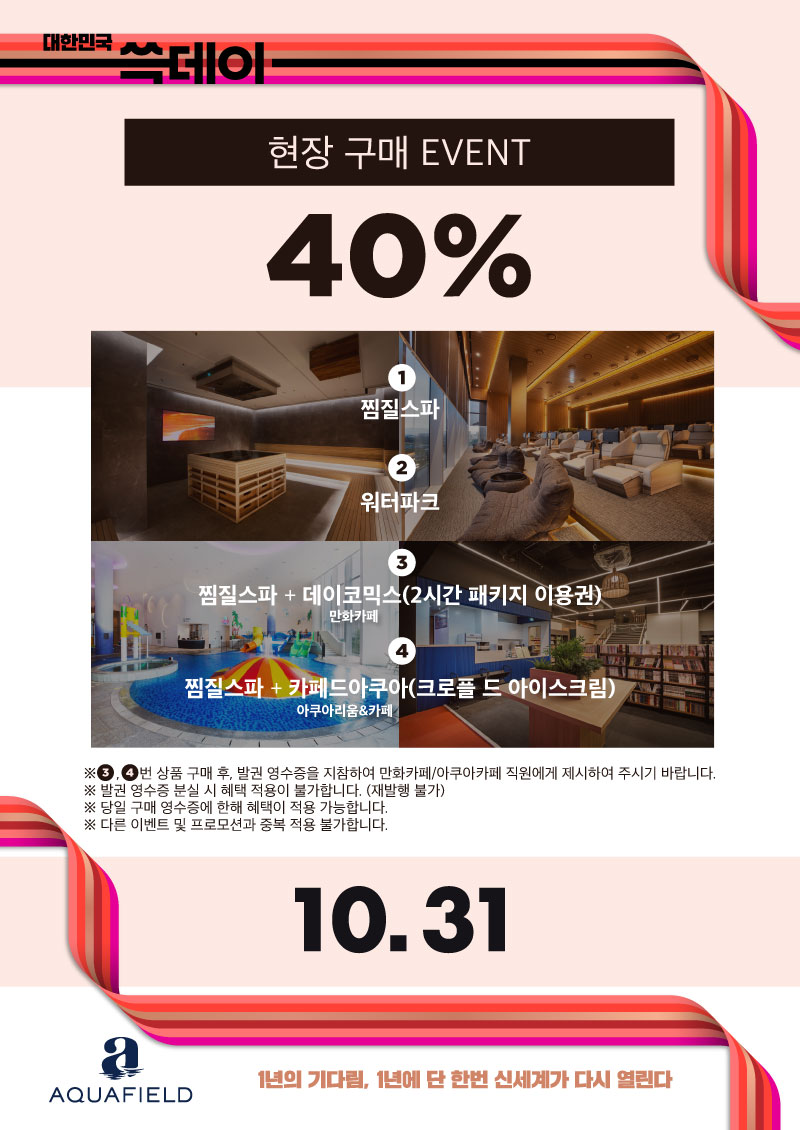 대한민국
쓱데이
현장 구매 EVENT
40%
1
찜질스파
2
워터파크
3
찜질스파 + 데이코믹스(2시간 패키지 이용권)
만화카페
4
찜질스파 + 카페드아쿠아(크로플 드 아이스크림)
아쿠아리움&카페
※3, 4번 상품 구매 후, 발권 영수증을 지참하여 만화카페/아쿠아카페 직원에게 제시하여 주시기 바랍니다.
※ 발권 영수증 분실 시 혜택 적용이 불가합니다. (재발행 불가)
※ 당일 구매 영수증에 한해 혜택이 적용 가능합니다.
※ 다른 이벤트 및 프로모션과 중복 적용 불가합니다.
10. 31
a
AQUAFIELD
1년의 기다림, 1년에 단 한번 신세계가 다시 열린다